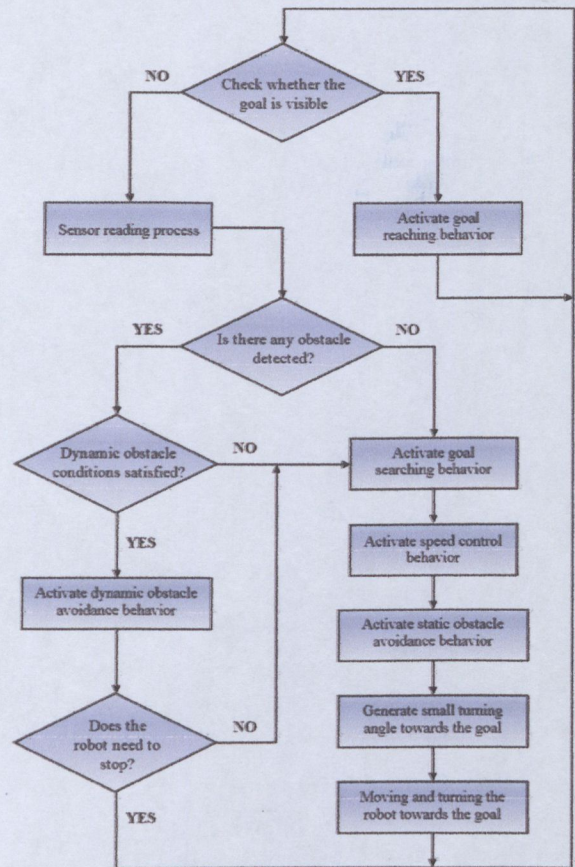 NO
Check whether the
goal is visible
YES
Sensor reading process
Activate goal
reaching behavior
YES
Is there any obstacle
detected?
NO
Dynamic obstacle
conditions satisfied?
NO
Activate goal
searching behavior
YES
Activate speed control
behavior
Activate dynamic obstacle
avoidance behavior
Activate static obstacle
avoidance behavior
Does the
robot need to
stop?
NO
Generate small turning
angle towards the goal
YES
Moving and turning the
robot towards the goal